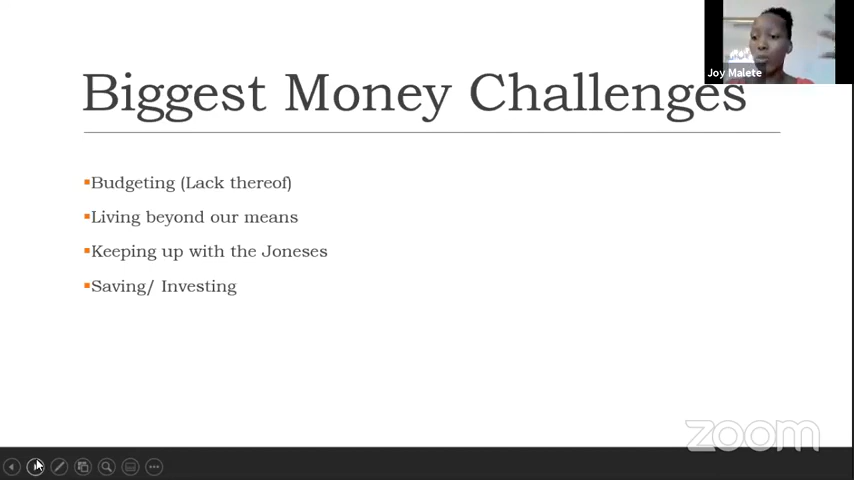 Joy Malete
Biggest Money Challenges
▪Budgeting (Lack thereof)
▪Living beyond our means
▪Keeping up with the Joneses
▪Saving/ Investing
zoom